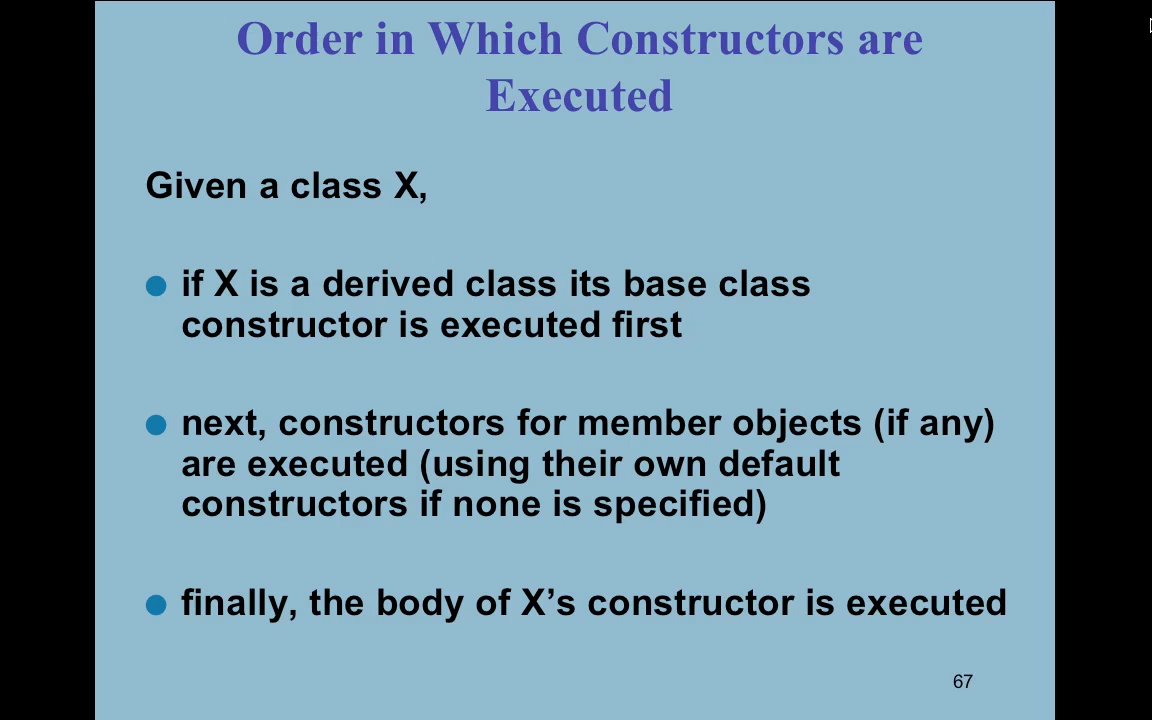 Order in Which Constructors are
Executed
Given a class X,
● if X is a derived class its base class
constructor is executed first
● next, constructors for member objects (if any)
are executed (using their own default
constructors if none is specified)
● finally, the body of X’s constructor is executed
67